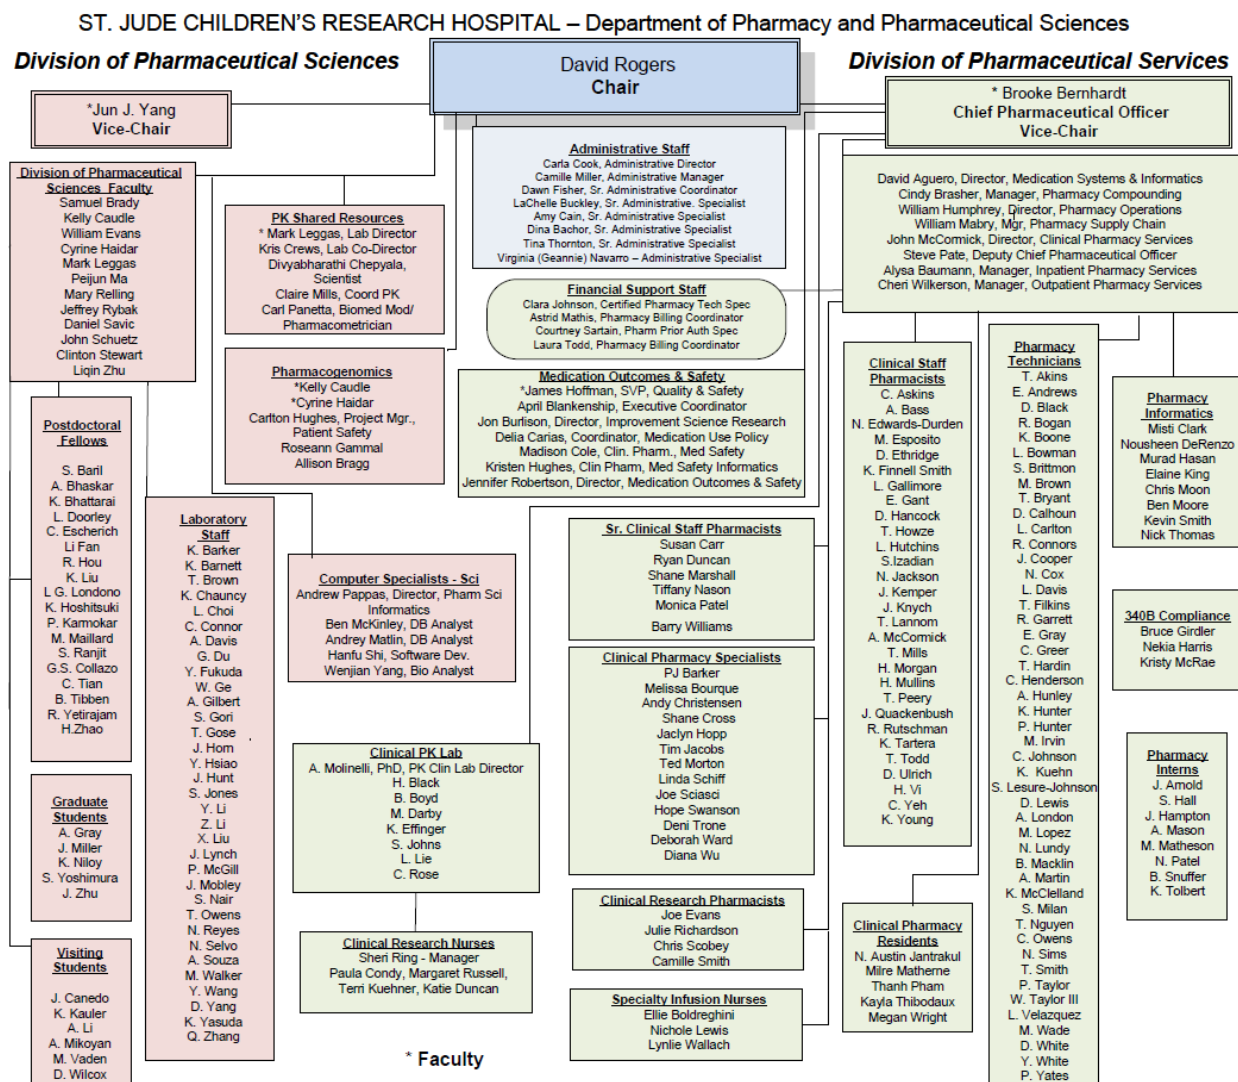 ST. JUDE CHILDREN'S RESEARCH HOSPITAL – Department of Pharmacy and Pharmaceutical Sciences
Division of Pharmaceutical Sciences
David Rogers
Chair
Division of Pharmaceutical Services
*Jun J. Yang
Vice-Chair
* Brooke Bernhardt
Chief Pharmaceutical Officer
Vice-Chair
Division of Pharmaceutical
Sciences Faculty
Samuel Brady
Kelly Caudle
William Evans
Cyrine Haidar
Mark Leggas
Peijun Ma
Mary Relling
Jeffrey Rybak
Daniel Savic
John Schuetz
Clinton Stewart
Liqin Zhu
PK Shared Resources
* Mark Leggas, Lab Director
Kris Crews, Lab Co-Director
Divyabharathi Chepyala,
Scientist
Claire Mills, Coord PK
Carl Panetta, Biomed Mod/
Pharmacometrician
Pharmacogenomics
*Kelly Caudle
*Cyrine Haidar
Carlton Hughes, Project Mgr.,
Patient Safety
Roseann Gammal
Allison Bragg
Administrative Staff
Carla Cook, Administrative Director
Camille Miller, Administrative Manager
Dawn Fisher, Sr. Administrative Coordinator
LaChelle Buckley, Sr. Administrative. Specialist
Amy Cain, Sr. Administrative Specialist
Dina Bachor, Sr. Administrative Specialist
Tina Thornton, Sr. Administrative Specialist
Virginia (Geannie) Navarro – Administrative Specialist
Financial Support Staff
Clara Johnson, Certified Pharmacy Tech Spec
Astrid Mathis, Pharmacy Billing Coordinator
Courtney Sartain, Pharm Prior Auth Spec
Laura Todd, Pharmacy Billing Coordinator
Medication Outcomes & Safety
*James Hoffman, SVP, Quality & Safety
April Blankenship, Executive Coordinator
Jon Burlison, Director, Improvement Science Research
Delia Carias, Coordinator, Medication Use Policy
Madison Cole, Clin. Pharm., Med Safety
Kristen Hughes, Clin Pharm, Med Safety Informatics
Jennifer Robertson, Director, Medication Outcomes & Safety
David Aguero, Director, Medication Systems & Informatics
Cindy Brasher, Manager, Pharmacy Compounding
William Humphrey, Director, Pharmacy Operations
William Mabry, Mgr, Pharmacy Supply Chain
John McCormick, Director, Clinical Pharmacy Services
Steve Pate, Deputy Chief Pharmaceutical Officer
Alysa Baumann, Manager, Inpatient Pharmacy Services
Cheri Wilkerson, Manager, Outpatient Pharmacy Services
Postdoctoral
Fellows
S. Baril
A. Bhaskar
K. Bhattarai
L. Doorley
C. Escherich
Li Fan
R. Hou
K. Liu
L G. Londono
K. Hoshitsuki
P. Karmokar
M. Maillard
S. Ranjit
G.S. Collazo
C. Tian
B. Tibben
R. Yetirajam
H.Zhao
Graduate
Students
A. Gray
J. Miller
K. Niloy
S. Yoshimura
J. Zhu
Visiting
Students
J. Canedo
K. Kauler
A. Li
A. Mikoyan
M. Vaden
D. Wilcox
Laboratory
Staff
K. Barker
K. Barnett
T. Brown
K. Chauncy
L. Choi
C. Connor
A. Davis
G. Du
Y. Fukuda
W. Ge
A. Gilbert
S. Gori
T. Gose
J. Horn
Y. Hsiao
J. Hunt
S. Jones
Y. Li
Z. Li
X. Liu
J. Lynch
P. McGill
J. Mobley
S. Nair
T. Owens
N. Reyes
N. Selvo
A. Souza
M. Walker
Y. Wang
D. Yang
K. Yasuda
Q. Zhang
Computer Specialists - Sci
Andrew Pappas, Director, Pharm Sci
Informatics
Ben McKinley, DB Analyst
Andrey Matlin, DB Analyst
Hanfu Shi, Software Dev.
Wenjian Yang, Bio Analyst
Clinical PK Lab
A. Molinelli, PhD, PK Clin Lab Director
H. Black
B. Boyd
M. Darby
K. Effinger
S. Johns
L. Lie
C. Rose
Clinical Research Nurses
Sheri Ring - Manager
Paula Condy, Margaret Russell,
Terri Kuehner, Katie Duncan
* Faculty
Sr. Clinical Staff Pharmacists
Susan Carr
Ryan Duncan
Shane Marshall
Tiffany Nason
Monica Patel
Barry Williams
Clinical Pharmacy Specialists
PJ Barker
Melissa Bourque
Andy Christensen
Shane Cross
Jaclyn Hopp
Tim Jacobs
Ted Morton
Linda Schiff
Joe Sciasci
Hope Swanson
Deni Trone
Deborah Ward
Diana Wu
Clinical Research Pharmacists
Joe Evans
Julie Richardson
Chris Scobey
Camille Smith
Specialty Infusion Nurses
Ellie Boldreghini
Nichole Lewis
Lynlie Wallach
Clinical Staff
Pharmacists
C. Askins
A. Bass
N. Edwards-Durden
M. Esposito
D. Ethridge
K. Finnell Smith
L. Gallimore
E. Gant
D. Hancock
T. Howze
L. Hutchins
S.Izadian
N. Jackson
J. Kemper
J. Knych
T. Lannom
A. McCormick
T. Mills
H. Morgan
H. Mullins
T. Peery
J. Quackenbush
R. Rutschman
K. Tartera
T. Todd
D. Ulrich
H. Vi
C. Yeh
K. Young
Clinical Pharmacy
Residents
N. Austin Jantrakul
Milre Matherne
Thanh Pham
Kayla Thibodaux
Megan Wright
Pharmacy
Technicians
T. Akins
E. Andrews
D. Black
R. Bogan
K. Boone
L. Bowman
S. Brittmon
M. Brown
T. Bryant
D. Calhoun
L. Carlton
R. Connors
J. Cooper
N. Cox
L. Davis
T. Filkins
R. Garrett
E. Gray
C. Greer
T. Hardin
C. Henderson
A. Hunley
K. Hunter
P. Hunter
M. Irvin
C. Johnson
K. Kuehn
S. Lesure-Johnson
D. Lewis
A. London
M. Lopez
N. Lundy
B. Macklin
A. Martin
K. McClelland
S. Milan
T. Nguyen
C. Owens
N. Sims
T. Smith
P. Taylor
W. Taylor III
L. Velazquez
M. Wade
D. White
Y. White
P. Yates
Pharmacy
Informatics
Misti Clark
Nousheen DeRenzo
Murad Hasan
Elaine King
Chris Moon
Ben Moore
Kevin Smith
Nick Thomas
340B Compliance
Bruce Girdler
Nekia Harris
Kristy McRae
Pharmacy
Interns
J. Arnold
S. Hall
J. Hampton
A. Mason
M. Matheson
N. Patel
B. Snuffer
K. Tolbert